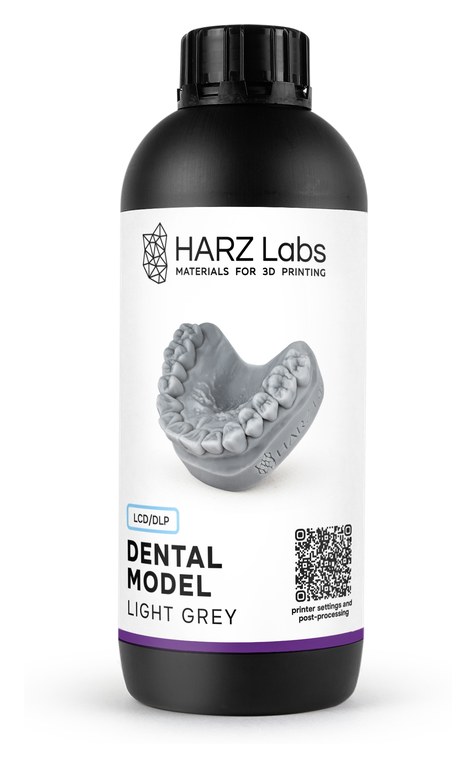 HARZ Labs
MATERIALS FOR 3D PRINTING
LCD/DLP
DENTAL
MODEL
LIGHT GREY
printer settings and
post-processing